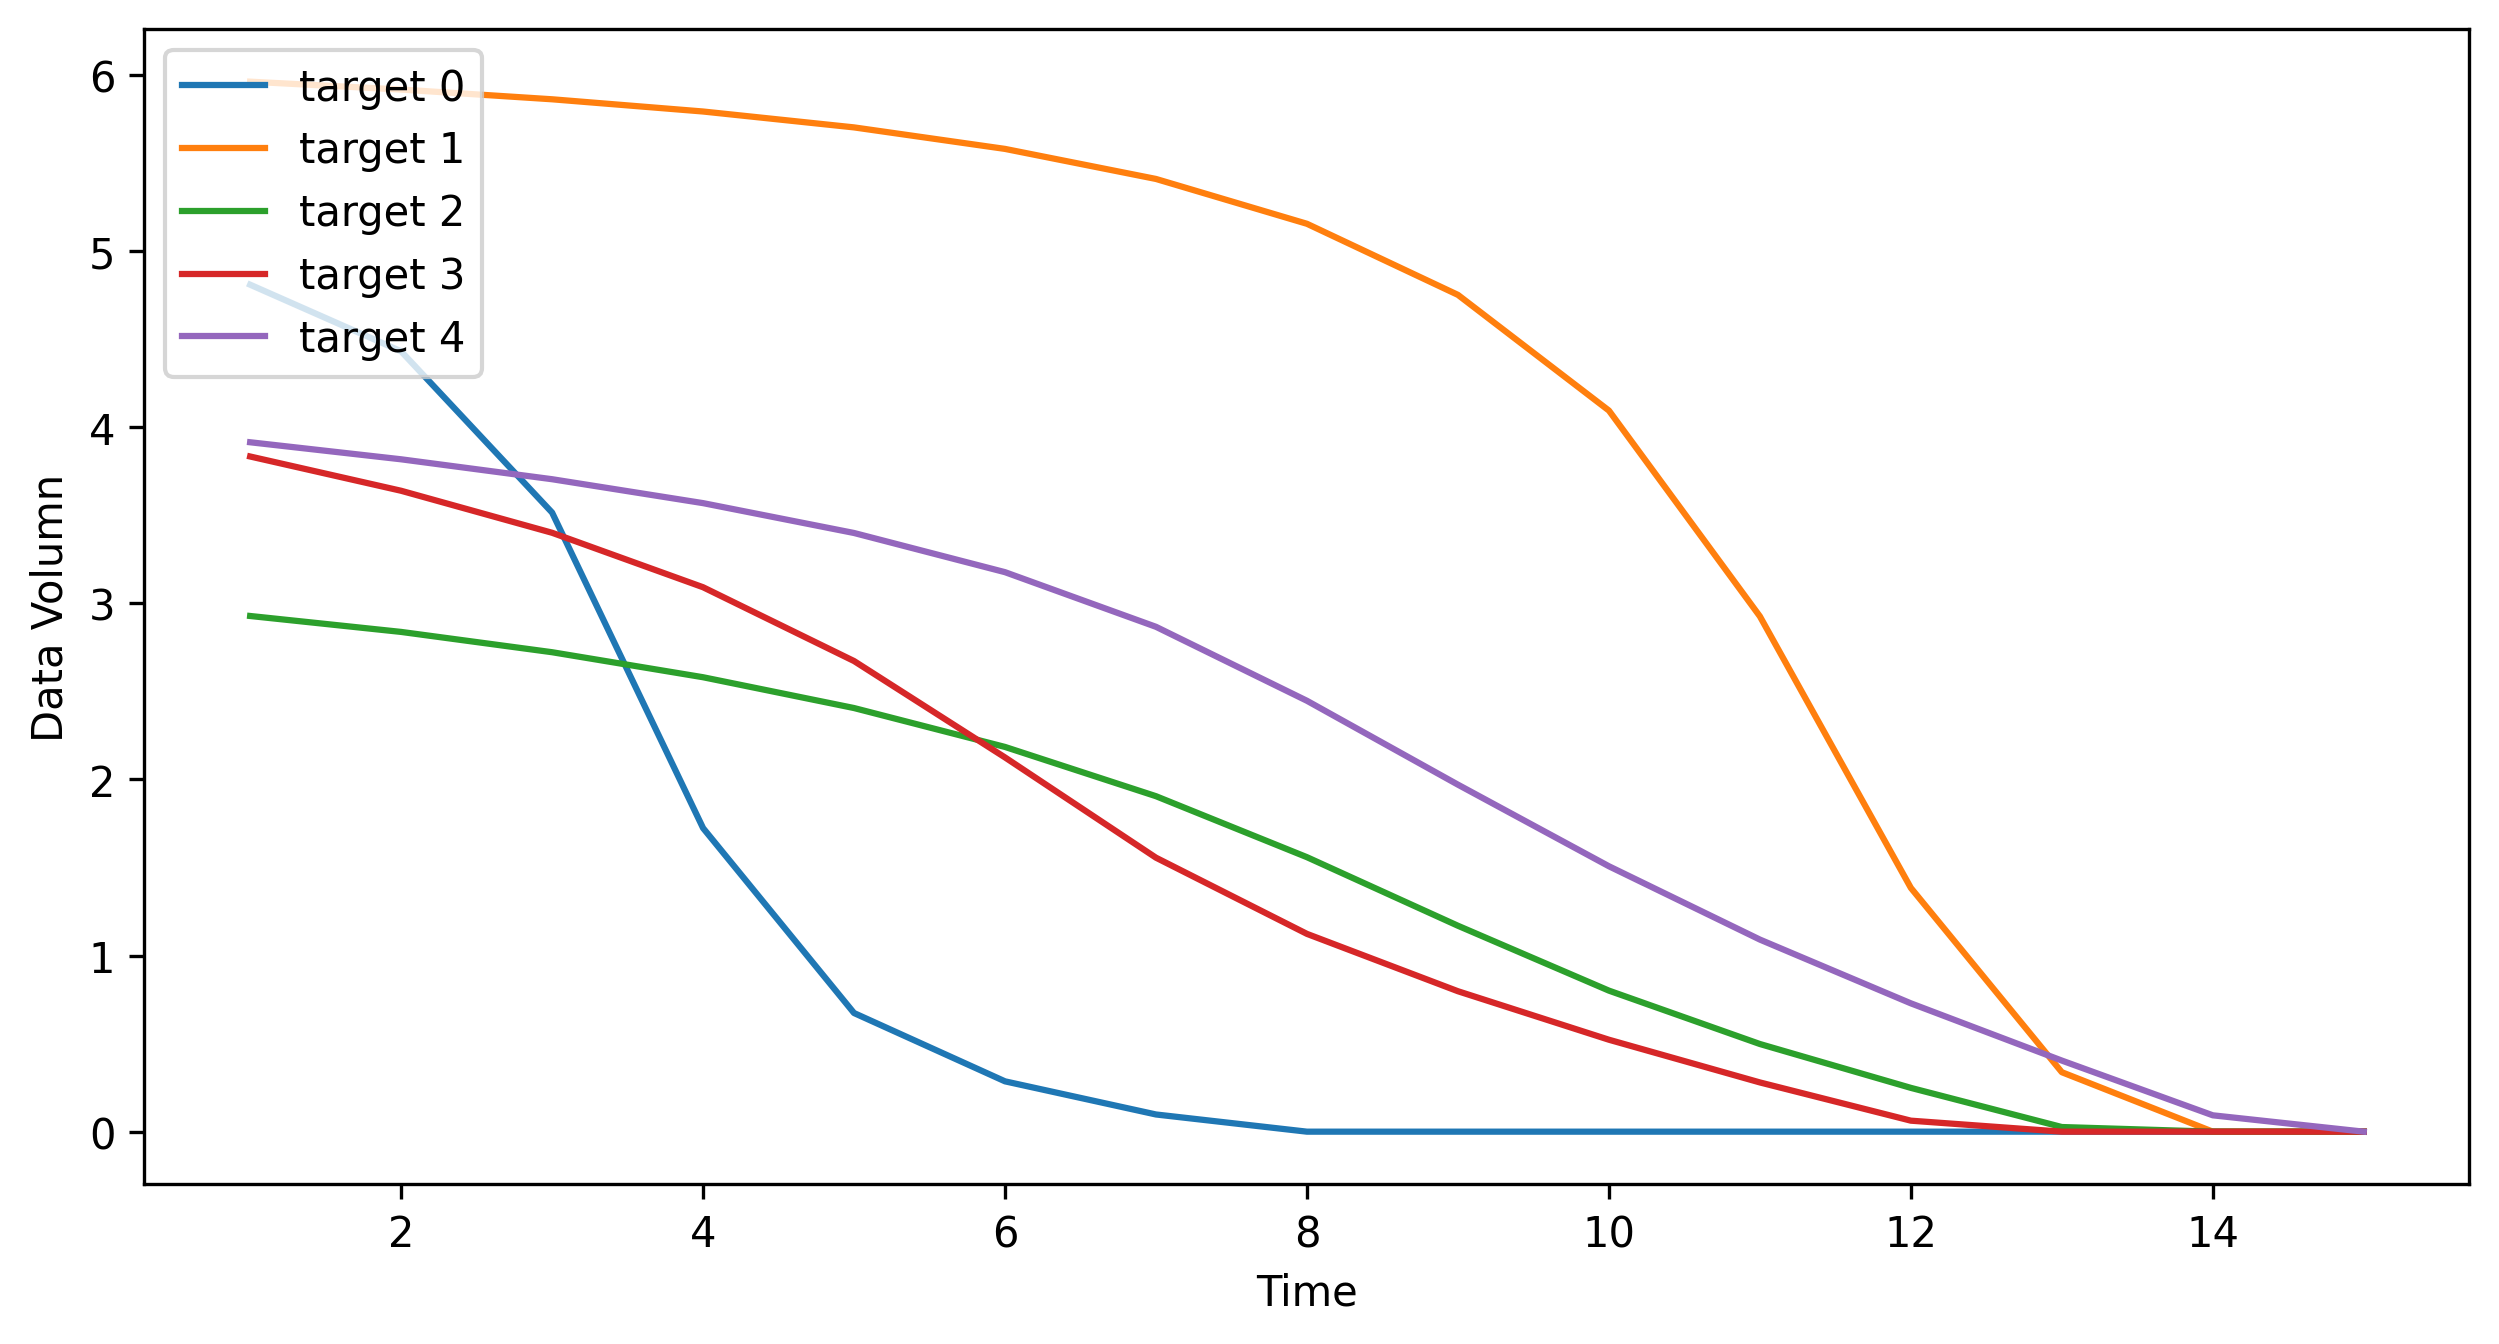 6
5
4
3
2
1
0
Data Volumn
target 0
target 1
target 2
target 3
target 4
2 4 6 8 10 12 14
Time